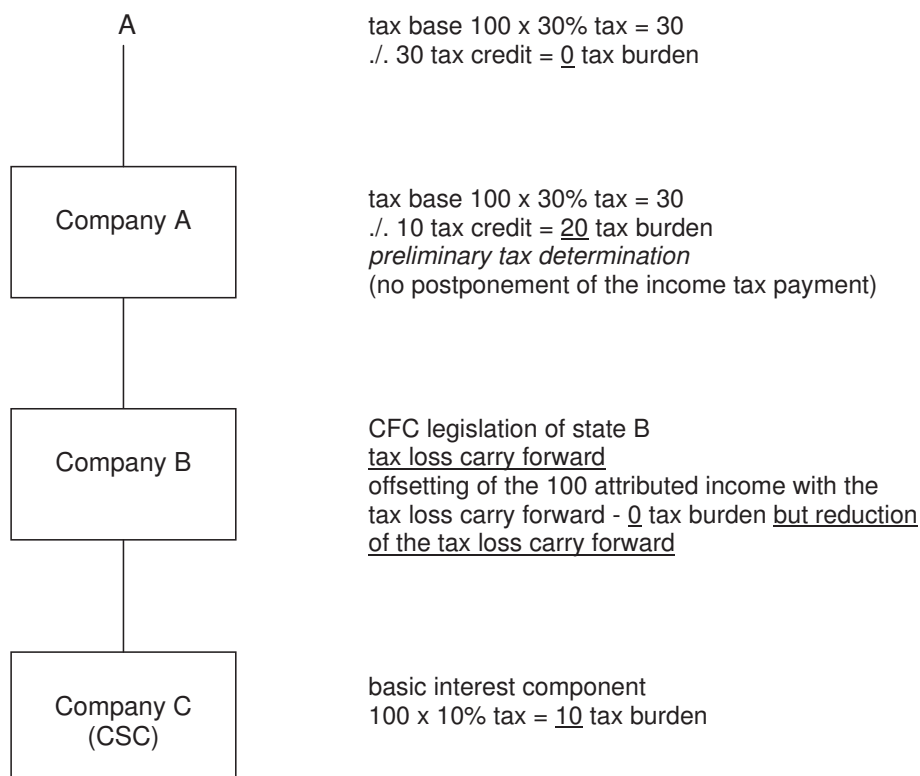 A
tax base 100 x 30% tax = 30
./. 30 tax credit = 0 tax burden
Company A
tax base 100 x 30% tax = 30
./. 10 tax credit = 20 tax burden
preliminary tax determination
(no postponement of the income tax payment)
Company B
CFC legislation of state B
tax loss carry forward
offsetting of the 100 attributed income with the
tax loss carry forward - 0 tax burden but reduction
of the tax loss carry forward
Company C
(CSC)
basic interest component
100 x 10% tax = 10 tax burden